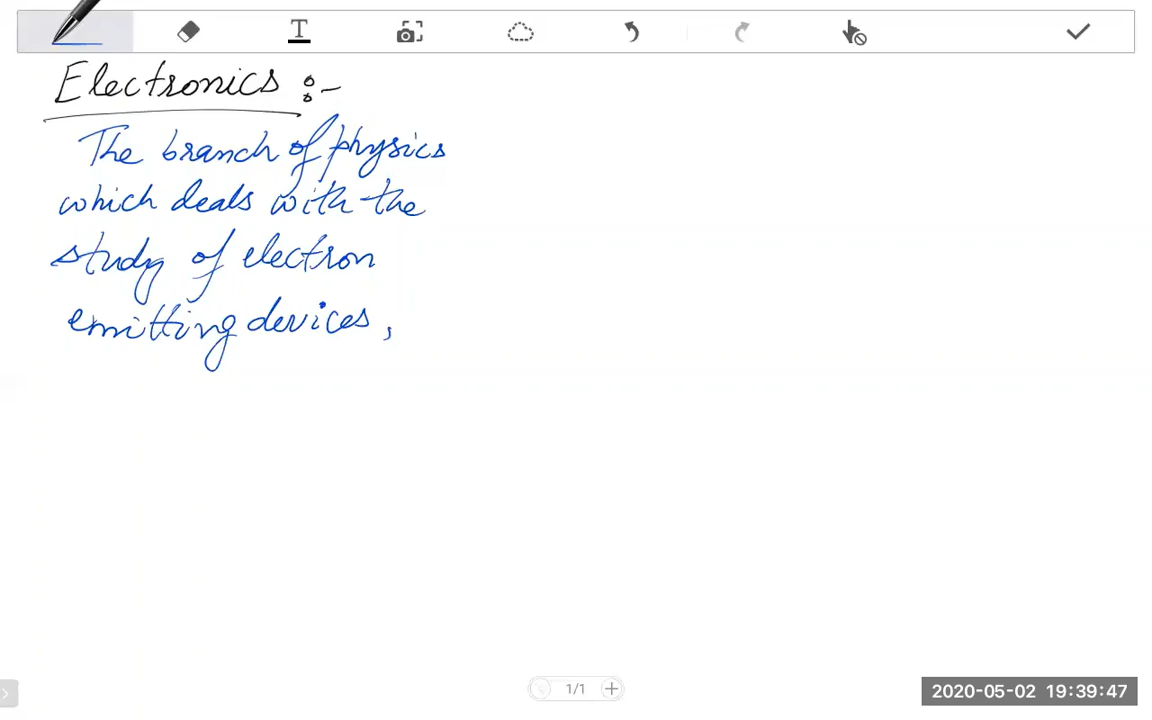 T
Electronics :-
The branch of physics
which deals with the
study of electron
emitting devices,
1/1
2020-05-02 19:39:47